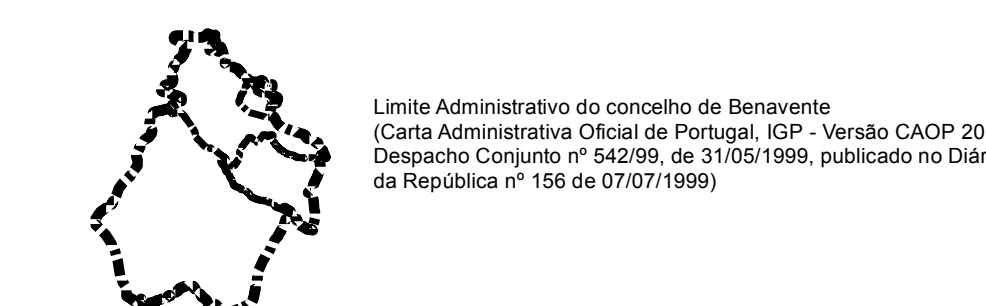 Limite Administrativo do concelho de Benavente
(Carta Administrativa Oficial de Portugal, IGP - Versão CAOP 20
Despacho Conjunto nº 542/99, de 31/05/1999, publicado no Diár
da República nº 156 de 07/07/1999)